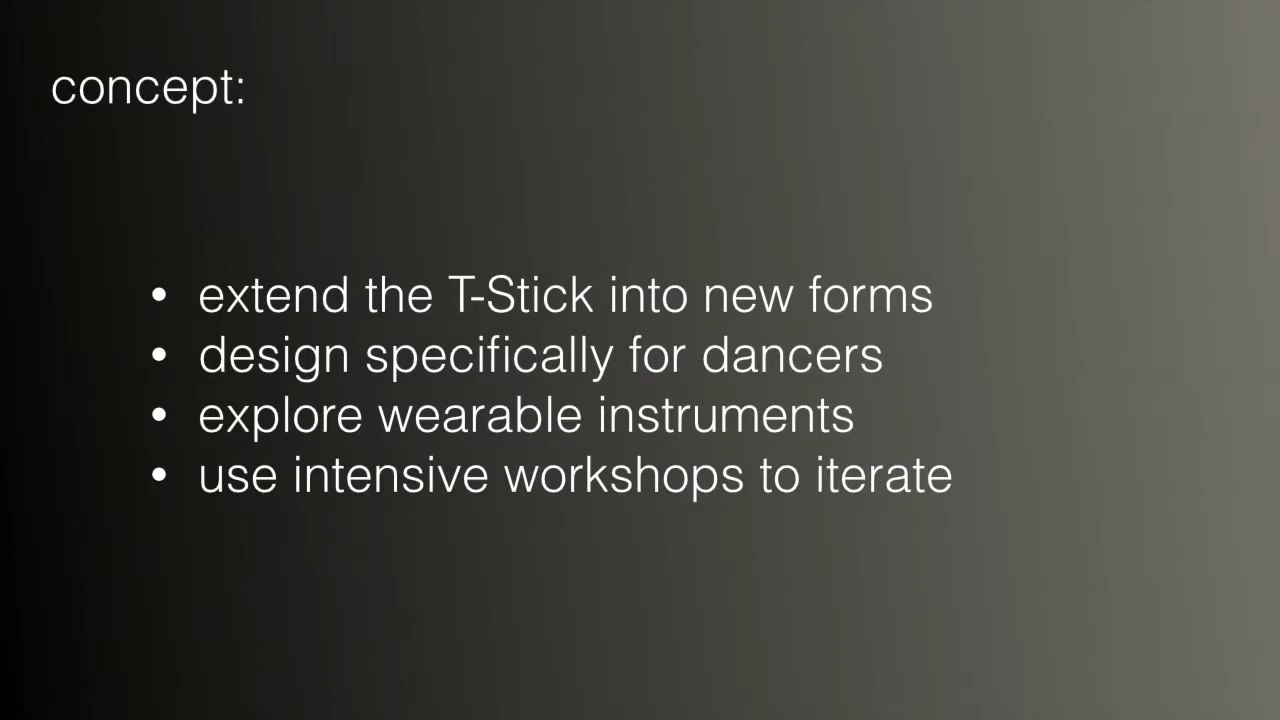 concept:
• extend the T-Stick into new forms
• design specifically for dancers
• explore wearable instruments
• use intensive workshops to iterate